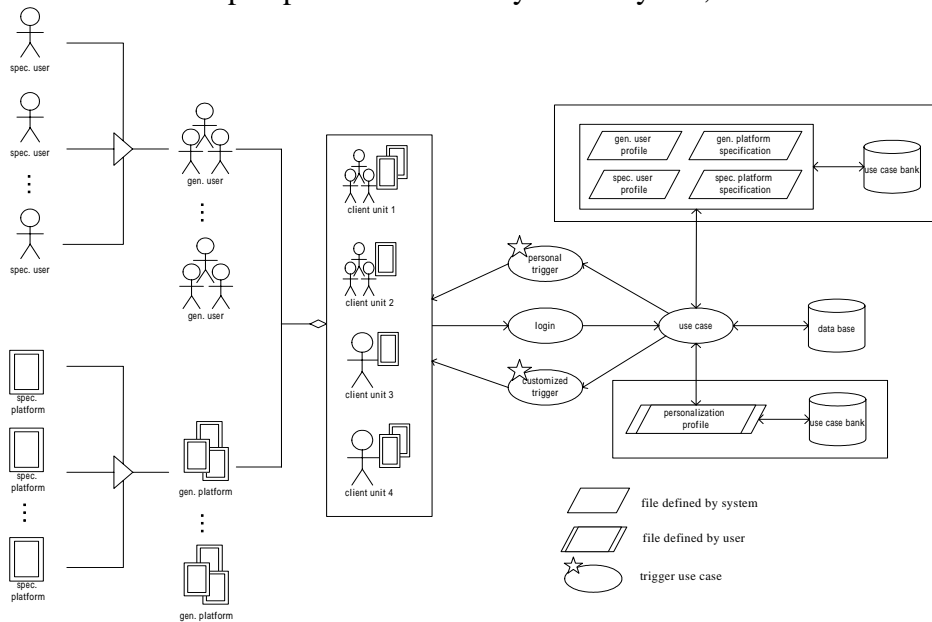 spec. user
spec. user
⋮
spec. user
gen. user
⋮
gen. user
spec.
platform
spec.
platform
⋮
spec.
platform
gen. platform
⋮
gen. platform
client unit 1
client unit 2
client unit 3
client unit 4
personal
trigger
login
customized
trigger
use case
gen. user
profile
gen. platform
specification
spec. user
profile
spec. platform
specification
use case bank
data base
personalization
profile
use case bank
file defined by system
file defined by user
trigger use case